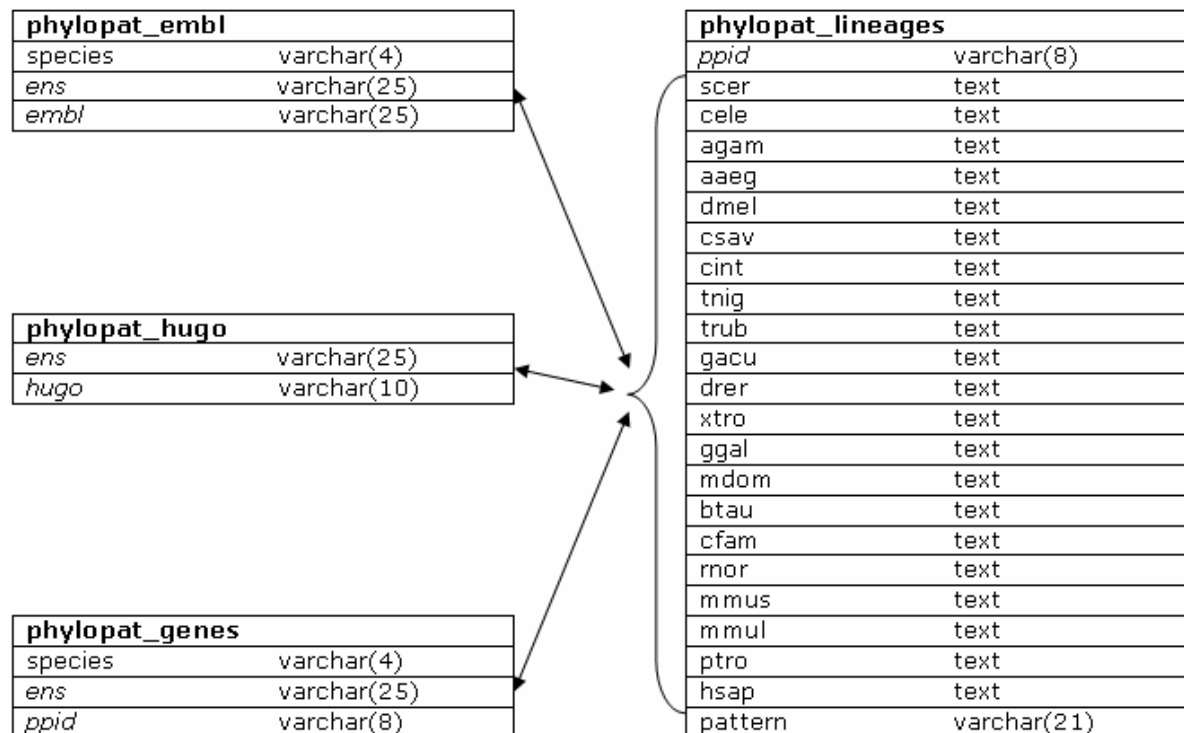 phylopat_embl
species varchar(4)
ens varchar(25)
embl varchar(25)
phylopat_hugo
ens varchar(25)
hugo varchar(10)
phylopat_genes
species varchar(4)
ens varchar(25)
ppid varchar(8)
phylopat_lineages
ppid varchar(8)
scer text
cele text
agam text
aaeg text
dmel text
csav text
cint text
tnig text
trub text
gacu text
drer text
xtro text
ggal text
mdom text
btau text
cfam text
rnor text
mmus text
mmul text
ptro text
hsap text
pattern varchar(21)